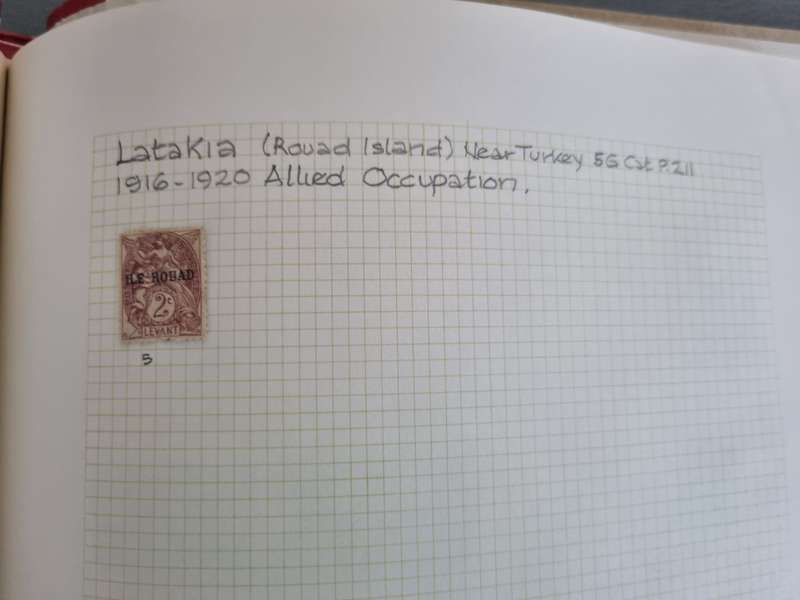 Latakia (Rouad Island) Near Turkey SG Cat P.211
1916-1920 Allied Occupation.
ILE ROUAD
2c
LEVANT
5